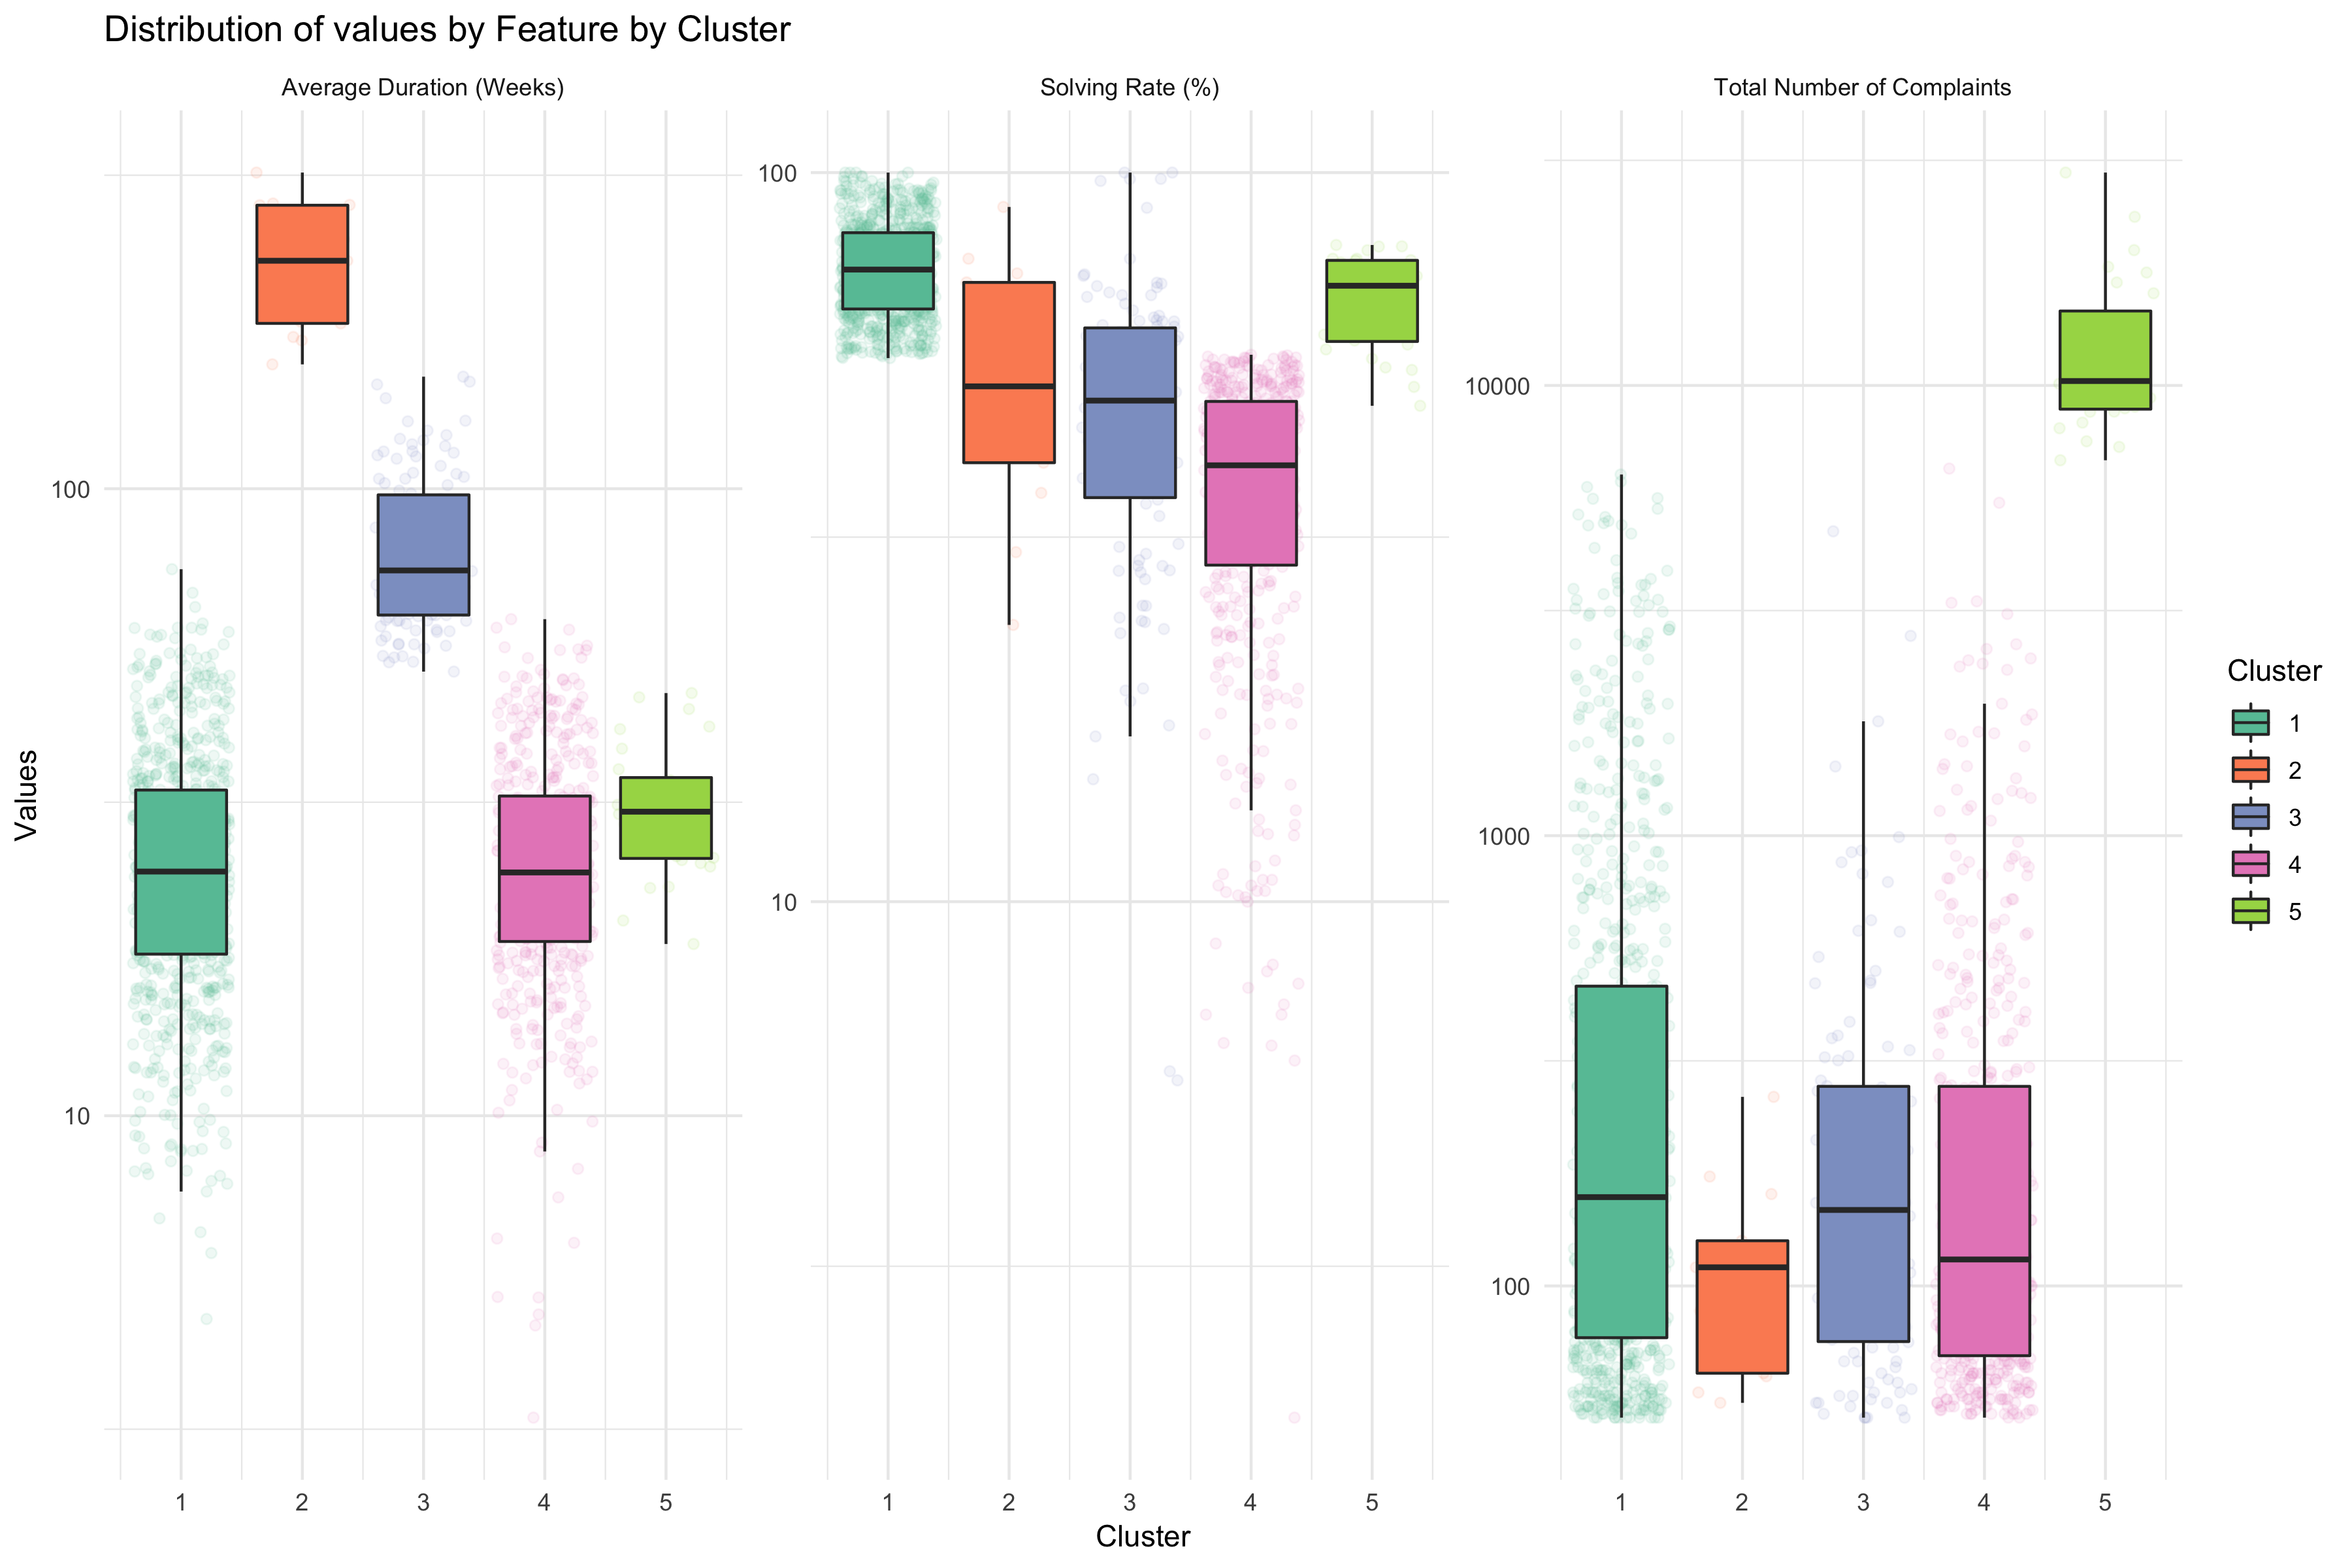 Distribution of values by Feature by Cluster
Average Duration (Weeks)
Solving Rate (%)
Total Number of Complaints
Values
100
10
100
10
10000
1000
100
1 2 3 4 5
1 2 3 4 5
1 2 3 4 5
Cluster
Cluster
1
2
3
4
5